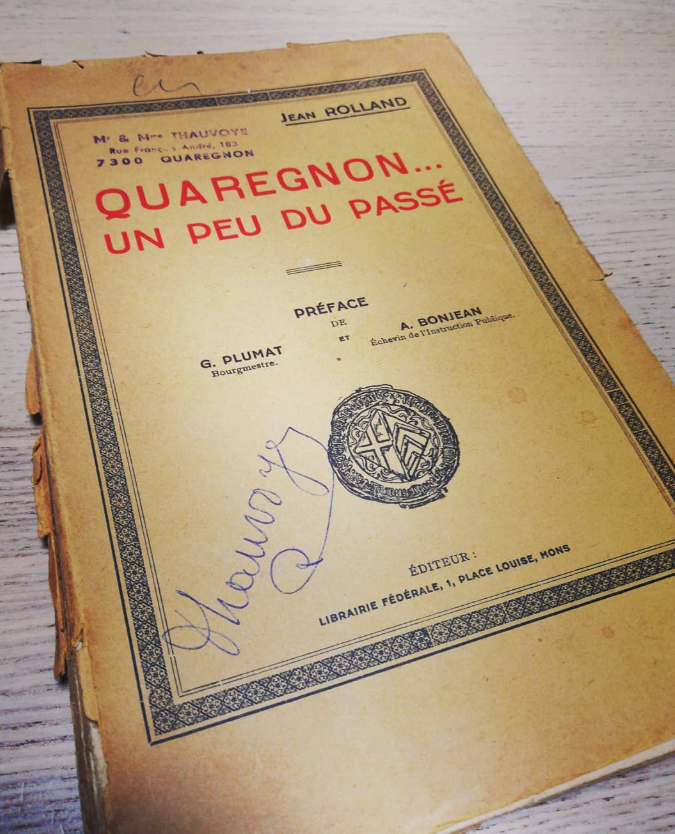 Jean ROLLAND
Mr & Mme THAUVOYE
Rue François André, 183
7300 QUAREGNON
QUAREGNON...
UN PEU DU PASSÉ
PRÉFACE
DE
G. PLUMAT
Bourgmestre.
ET
A. BONJEAN
Échevin de l'Instruction Publique.
Thauvoye
ÉDITEUR :
LIBRAIRIE FÉDÉRALE, 1, PLACE LOUISE, MONS